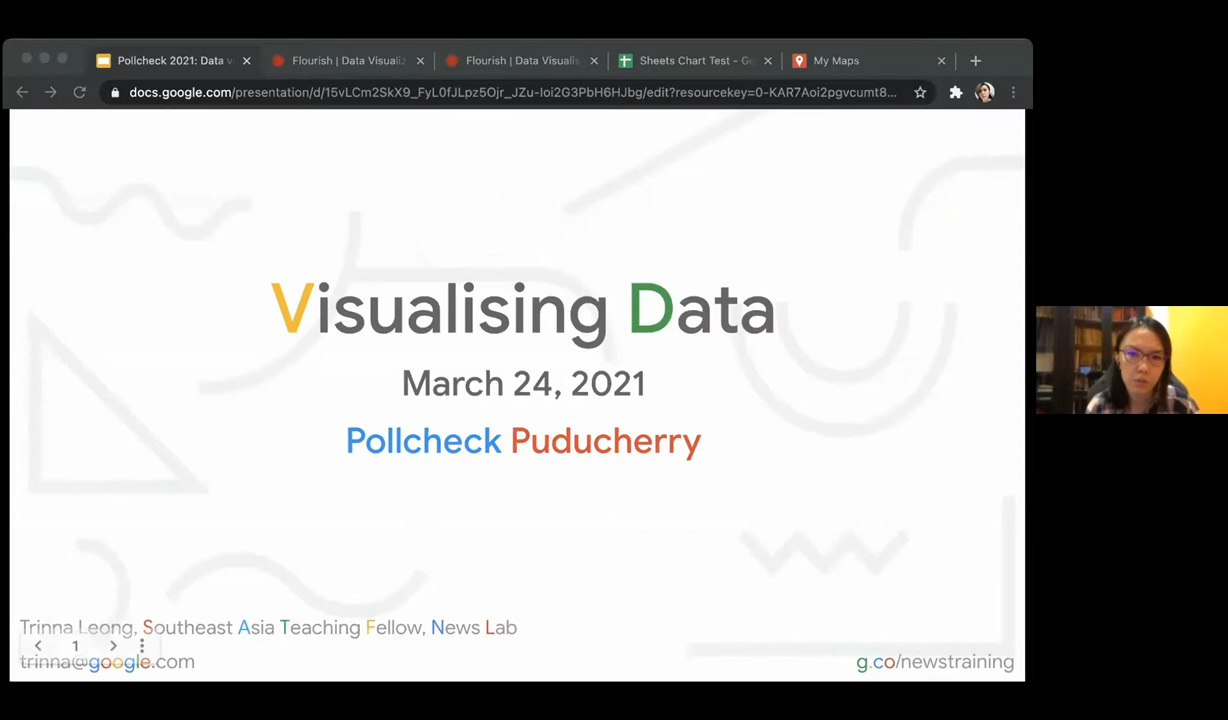 Pollcheck 2021: Data v
Flourish | Data Visualiz
Flourish | Data Visualis
Sheets Chart Test - G
My Maps
docs.google.com/presentation/d/15vLCm2SkX9_FyL0fJLpz5Ojr_JZu-Ioi2G3PbH6HJbg/edit?resourcekey=0-KAR7Aoi2pgvcumt8...
Visualising Data
March 24, 2021
Pollcheck Puducherry
Trinna Leong, Southeast Asia Teaching Fellow, News Lab
1
trinna@google.com
g.co/newstraining